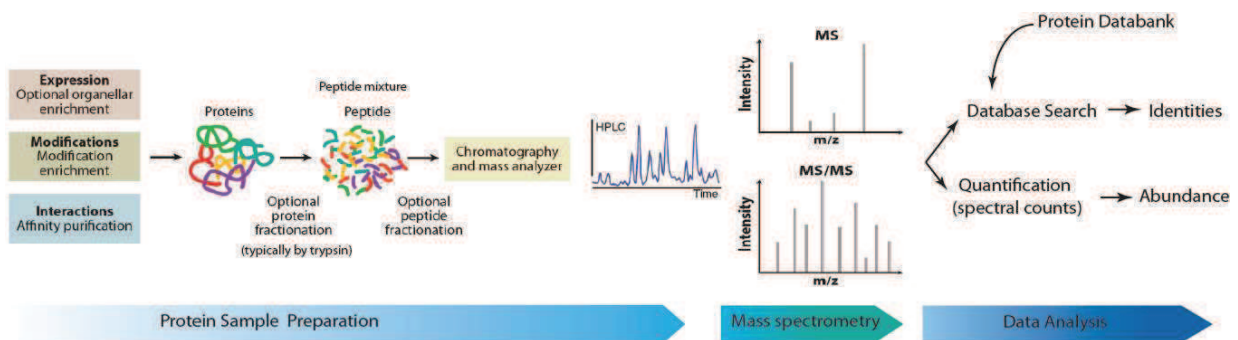 Expression
Optional organellar
enrichment
Modifications
Modification
enrichment
Interactions
Affinity purification
Proteins
Optional
protein
fractionation
(typically by trypsin)
Peptide mixture
Peptide
Optional
peptide
fractionation
Chromatography
and mass analyzer
HPLC
Time
MS
Intensity
m/z
MS/MS
Intensity
m/z
Protein Databank
Database Search
Identities
Quantification
(spectral counts)
Abundance
Protein Sample Preparation
Mass spectrometry
Data Analysis